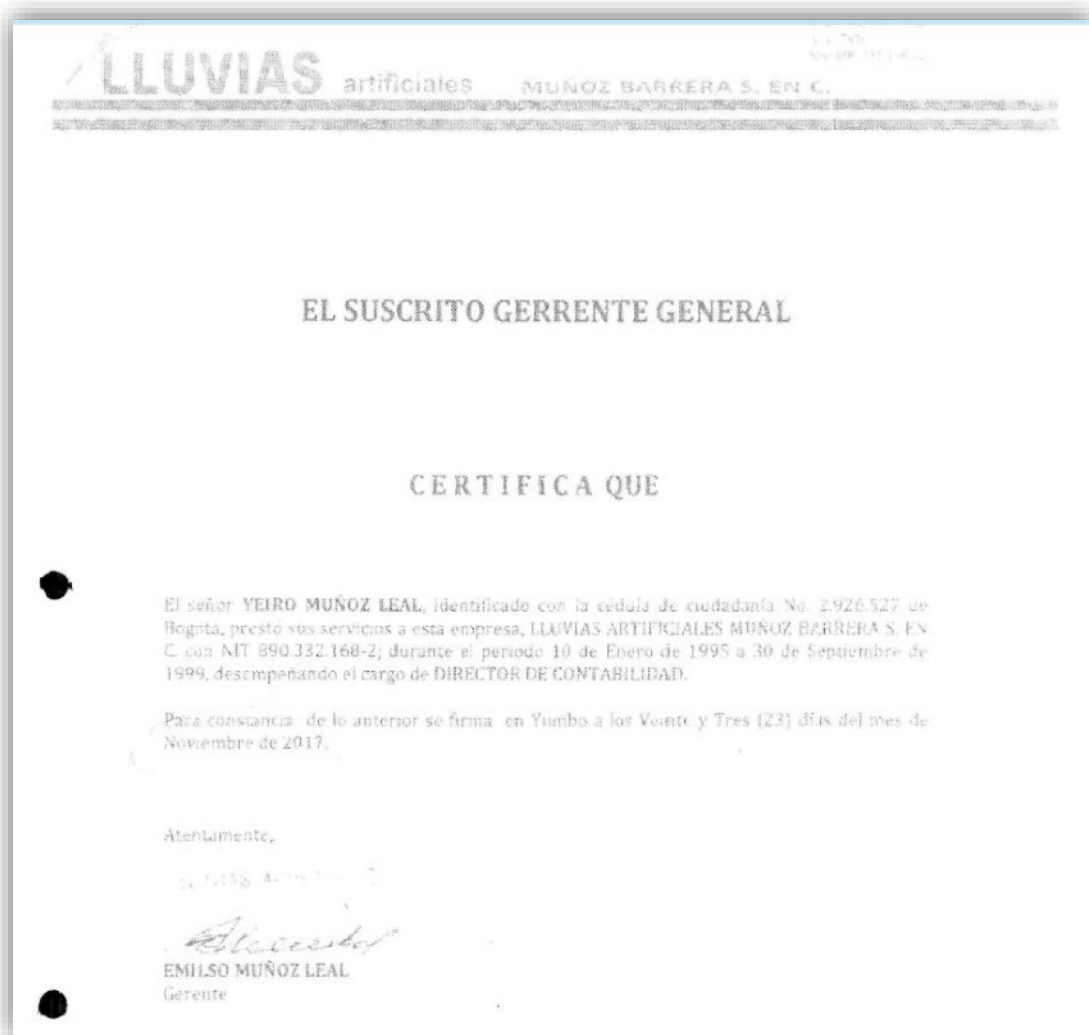 LLUVIAS artificiales MUÑOZ BARRERA S. EN C.
EL SUSCRITO GERRENTE GENERAL
CERTIFICA QUE
El señor YEIRO MUÑOZ LEAL, identificado con la cédula de ciudadanía No. 2.926.527 de
Bogota, prestó sus servicios a esta empresa, LLUVIAS ARTIFICIALES MUÑOZ BARRERA S. EN
C. con NIT 890.332.168-2; durante el periodo 10 de Enero de 1995 a 30 de Septiembre de
1999, desempeñando el cargo de DIRECTOR DE CONTABILIDAD.
Para constancia de lo anterior se firma en Yumbo a los Veinte y Tres (23) días del mes de
Noviembre de 2017.
Atentamente,
EMILSO MUÑOZ LEAL
Gerente